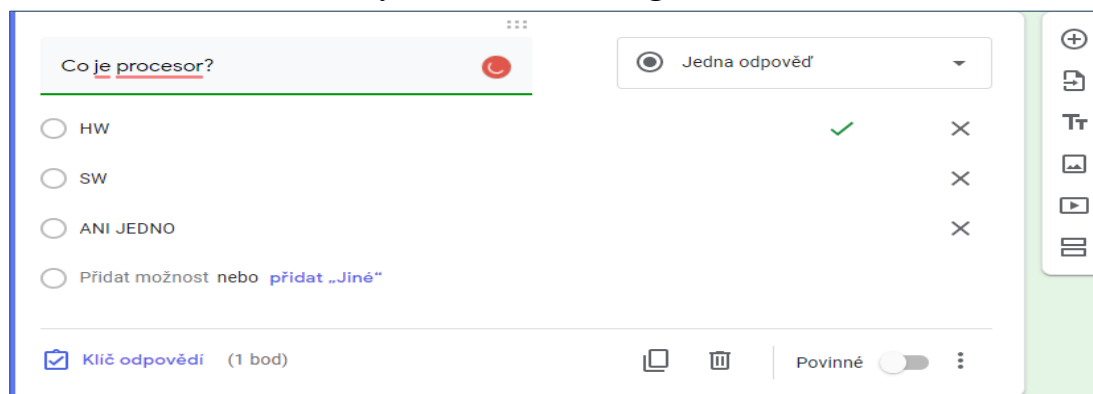 Co je procesor?
Jedna odpověď
HW
SW
ANI JEDNO
Přidat možnost nebo přidat „Jiné“
Klíč odpovědí (1 bod)
Povinné